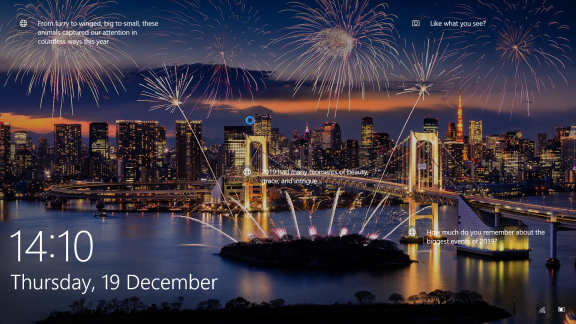 From furry to winged, big to small, these
animals captured our attention in
countless ways this year
Like what you see?
2019 had many moments of beauty,
grace, and intrigue
How much do you remember about the
biggest events of 2019?
14:10
Thursday, 19 December